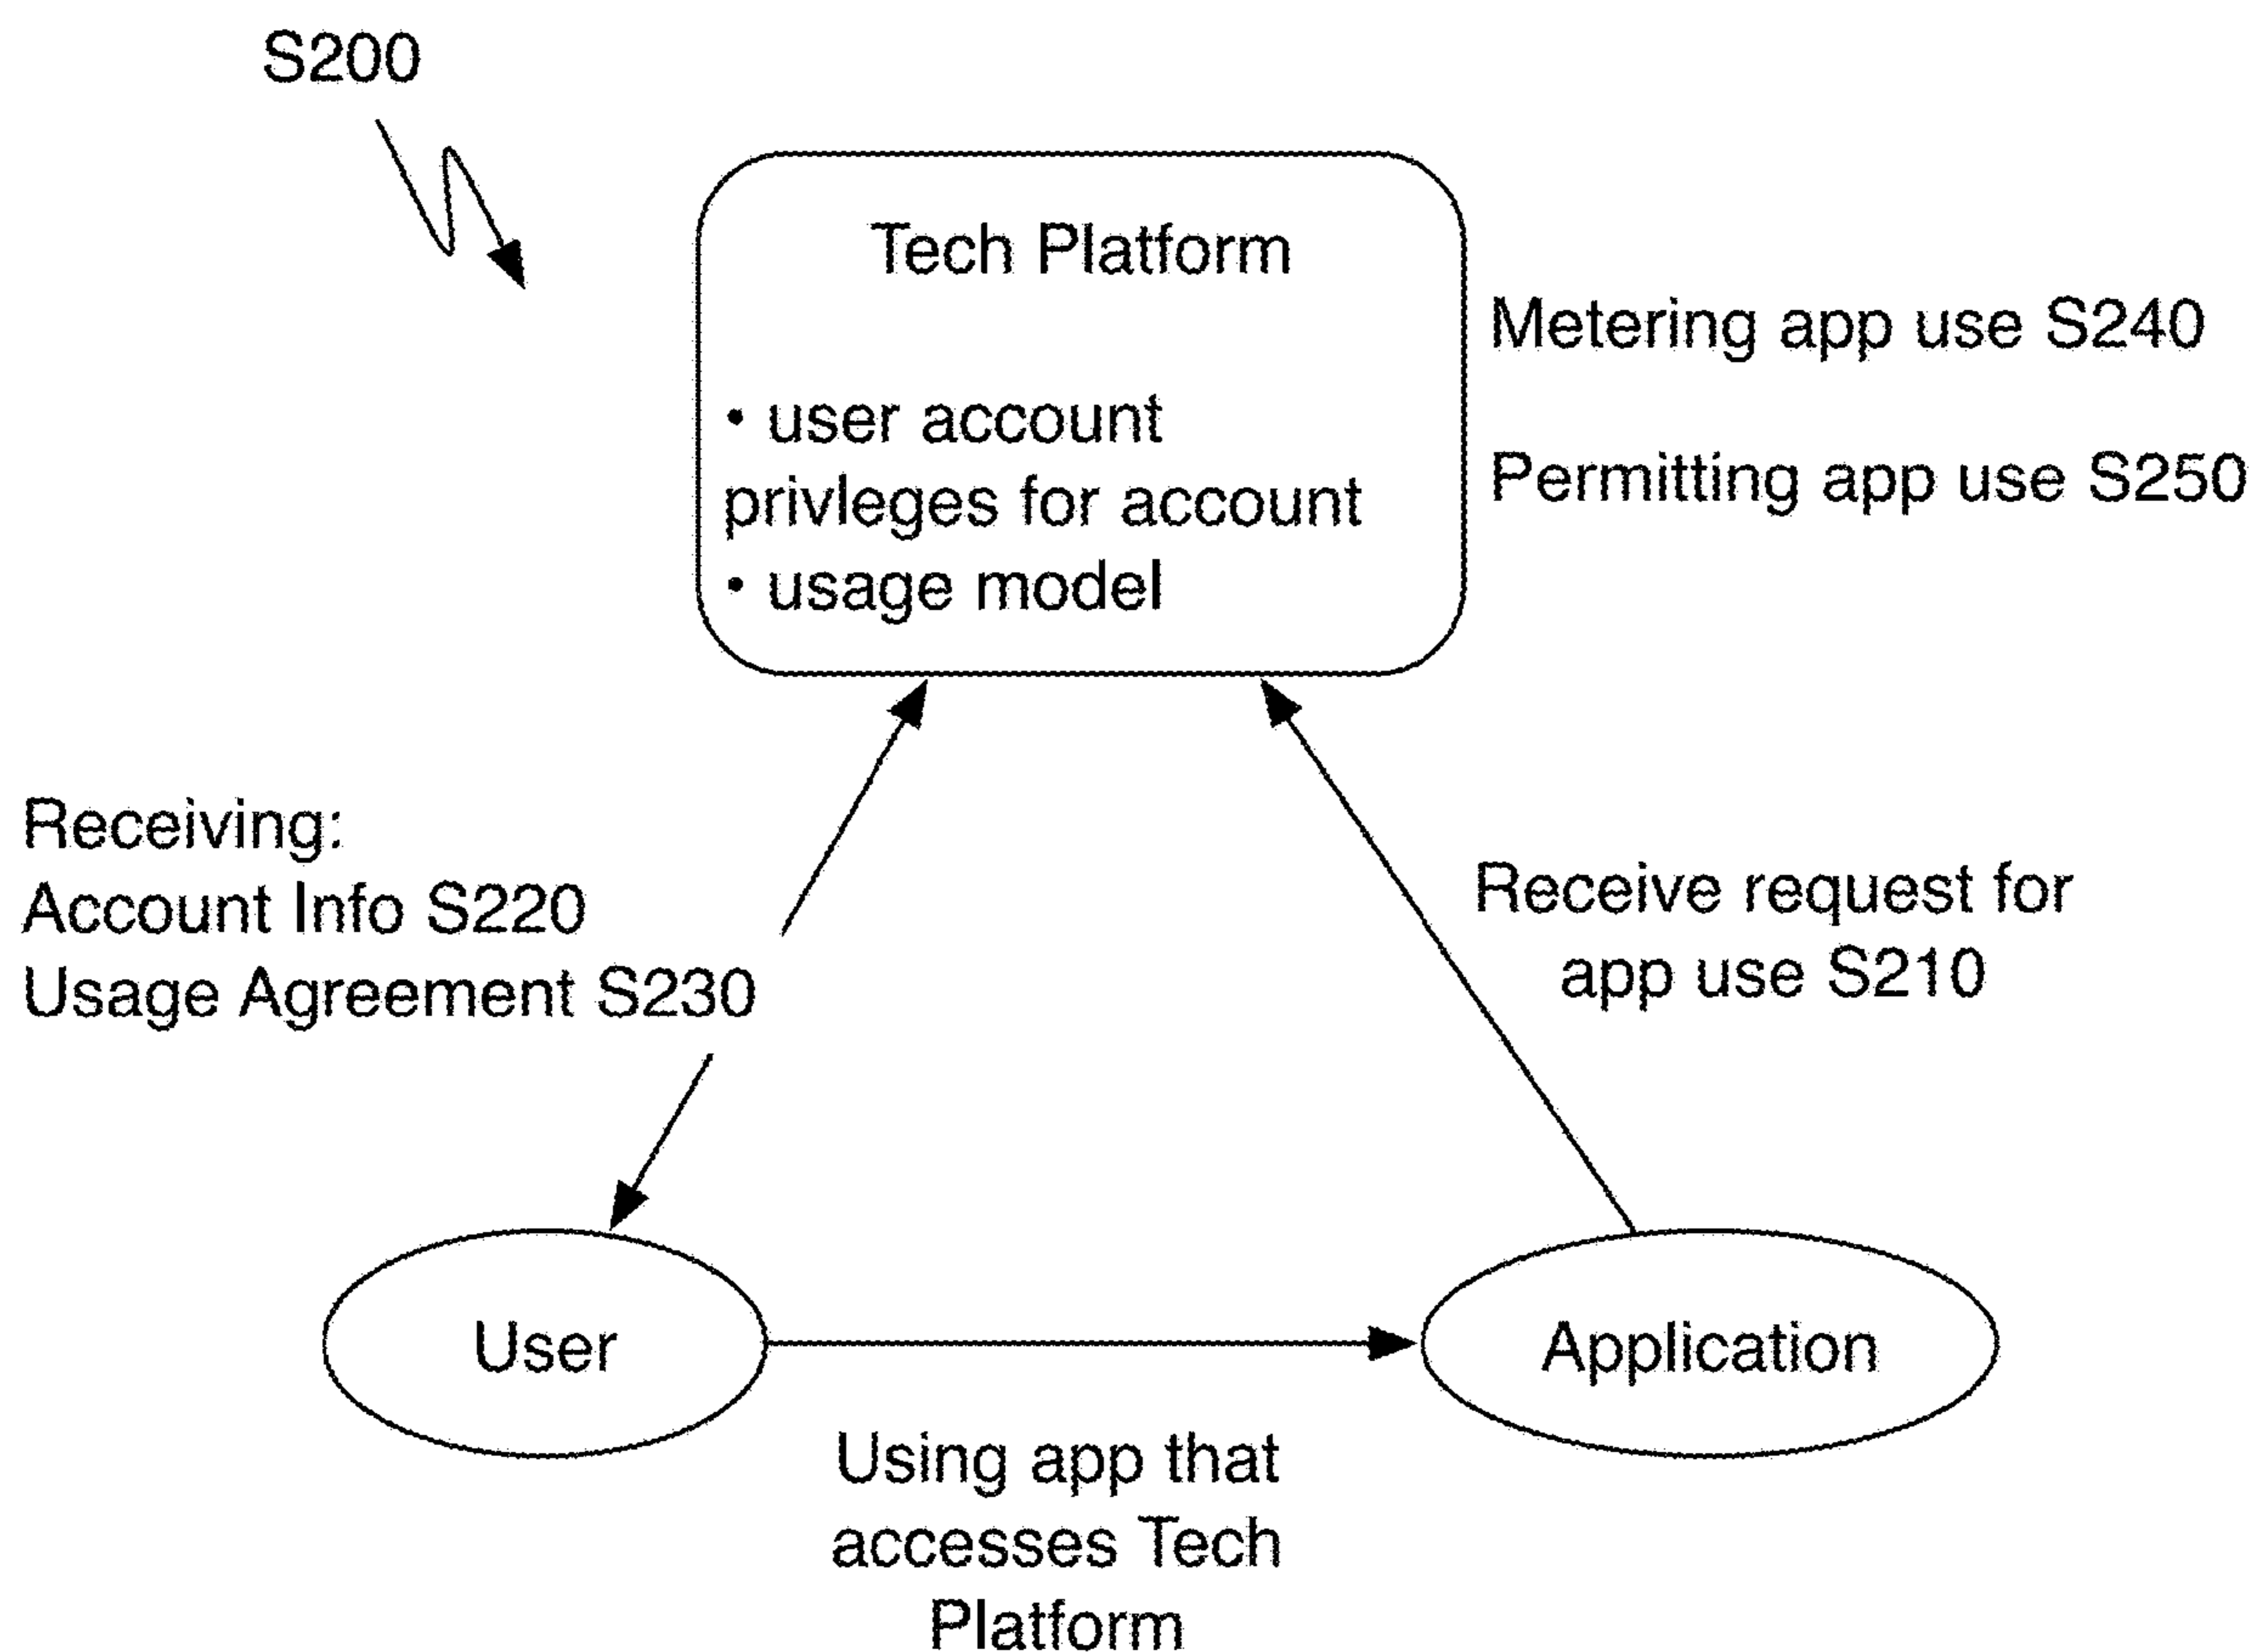 S200
Tech Platform
• user account
privleges for account
• usage model
Metering app use S240
Permitting app use S250
Receiving:
Account Info S220
Usage Agreement S230
Receive request for
app use S210
User
Application
Using app that
accesses Tech
Platform